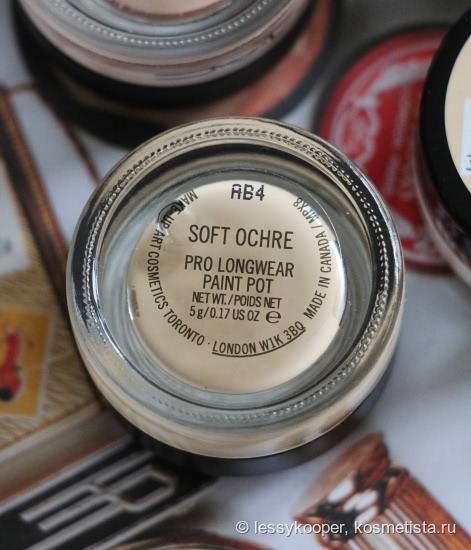 AB4
SOFT OCHRE
PRO LONGWEAR
PAINT POT
NET WT./POIDS NET
5 g/0.17 US OZ ℮
MAKE-UP ART COSMETICS TORONTO · LONDON W1K 3BQ MADE IN CANADA / MPX8
© lessykooper, kosmetista.ru